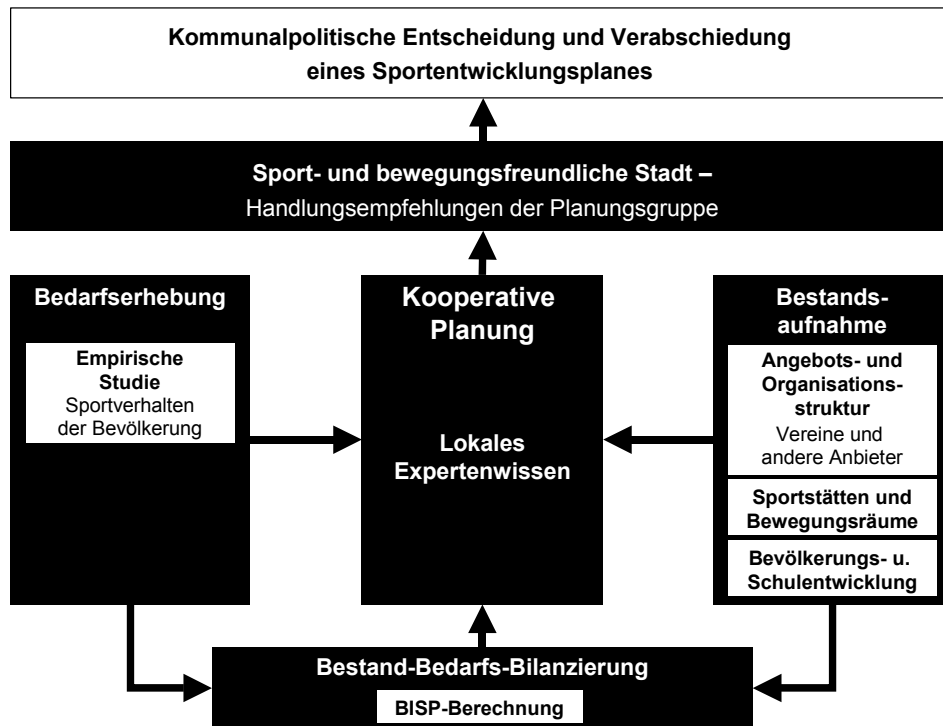 Kommunalpolitische Entscheidung und Verabschiedung
eines Sportentwicklungsplanes
Sport- und bewegungsfreundliche Stadt –
Handlungsempfehlungen der Planungsgruppe
Bedarfserhebung
Empirische
Studie
Sportverhalten
der Bevölkerung
Kooperative
Planung
Lokales
Expertenwissen
Bestands-
aufnahme
Angebots- und
Organisations-
struktur
Vereine und
andere Anbieter
Sportstätten und
Bewegungsräume
Bevölkerungs- u.
Schulentwicklung
Bestand-Bedarfs-Bilanzierung
BISP-Berechnung